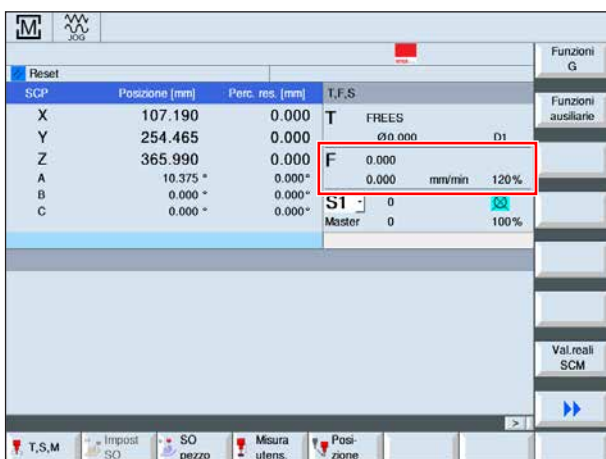 M
JOG
Funzioni
G
Reset
SCP Posizione [mm] Perc. res. [mm] T,F,S
Funzioni
ausiliarie
X 107.190 0.000 T FREES
Y 254.465 0.000 Ø0.000 D1
Z 365.990 0.000 F 0.000
A 10.375 ° 0.000° 0.000 mm/min 120%
B 0.000 ° 0.000° S1 0
C 0.000 ° 0.000° Master 0 100%
Val.reali
SCM
>
T,S,M Impost SO SO pezzo Misura utens. Posi- zione